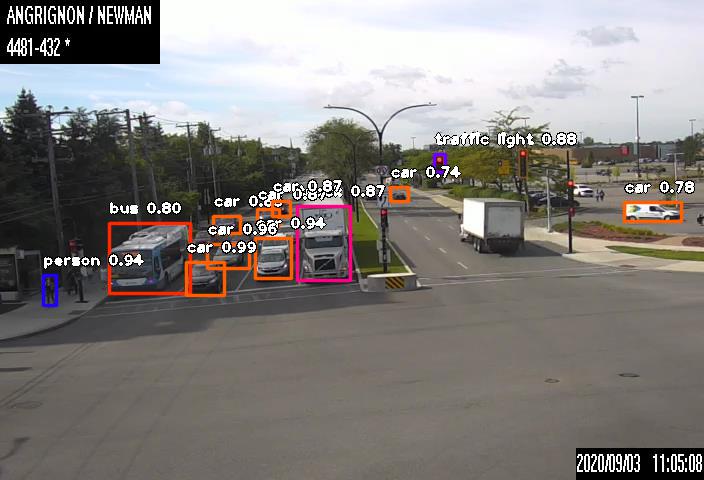 ANGRIGNON / NEWMAN
4481-432 *
traffic light 0.88
car 0.74
car 0.87
0.87
car 0.78
bus 0.80
car 0.94
car 0.96
car 0.99
person 0.94
2020/09/03 11:05:08